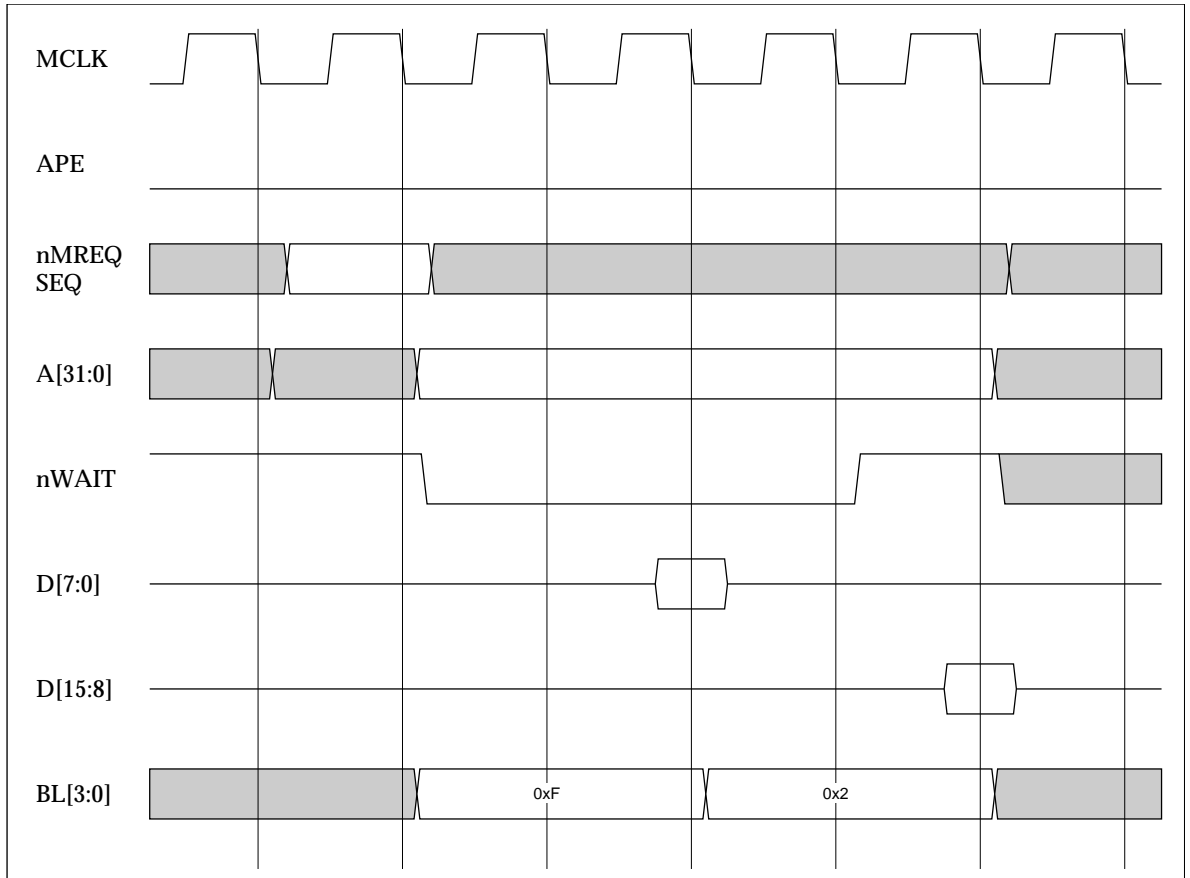 MCLK
APE
nMREQ
SEQ
A[31:0]
nWAIT
D[7:0]
D[15:8]
BL[3:0]
0xF
0x2